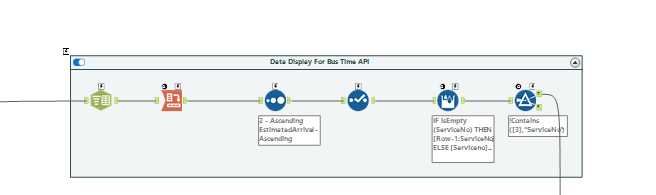 Data Display For Bus Time API
2 - Ascending
EstimatedArrival -
Ascending
IF IsEmpty
(ServiceNo) THEN
[Row-1:ServiceNo]
ELSE [Serviceno]...
!Contains
([3],"ServiceNo")